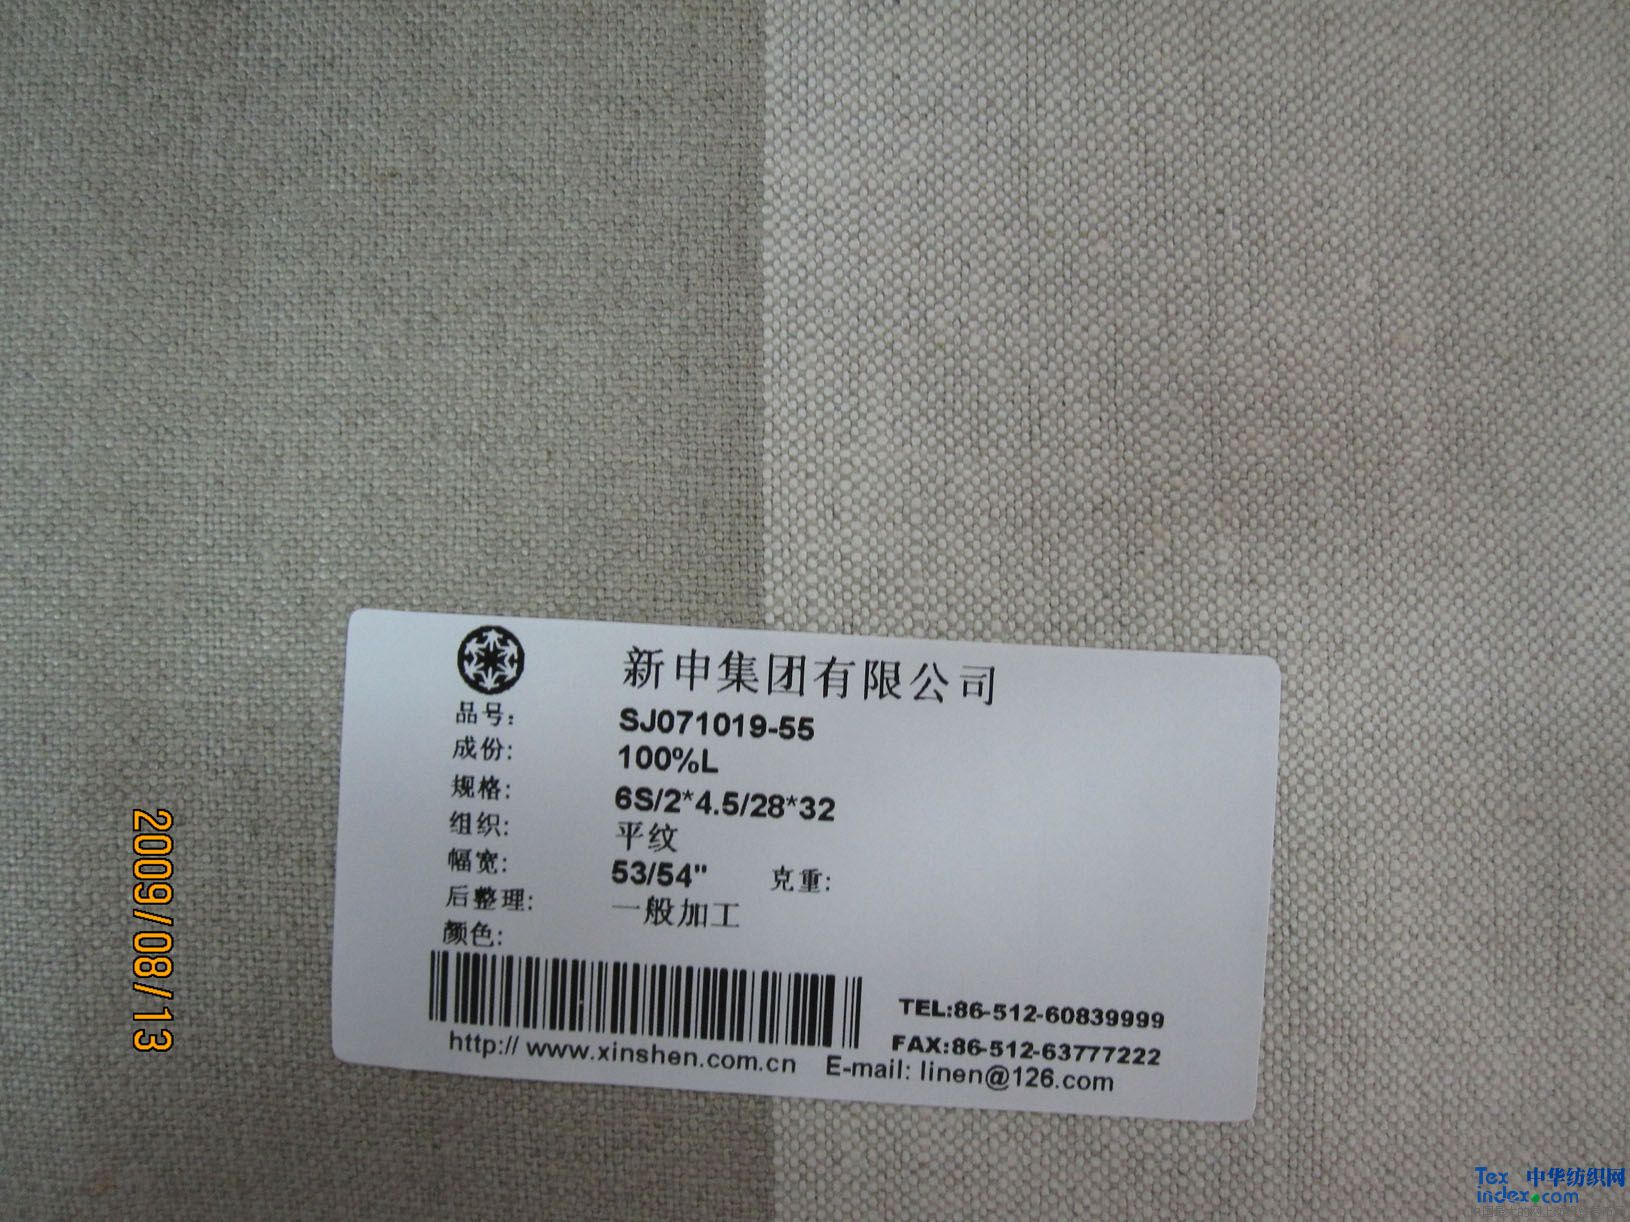 新申集团有限公司
品号: SJ071019-55
成份: 100%L
规格: 6S/2*4.5/28*32
组织: 平纹
幅宽: 53/54" 克重:
后整理: 一般加工
颜色:
TEL:86-512-60839999
FAX:86-512-63777222
http:// www.xinshen.com.cn E-mail: linen@126.com
2009/08/13
Tex 中华纺织网
index.com